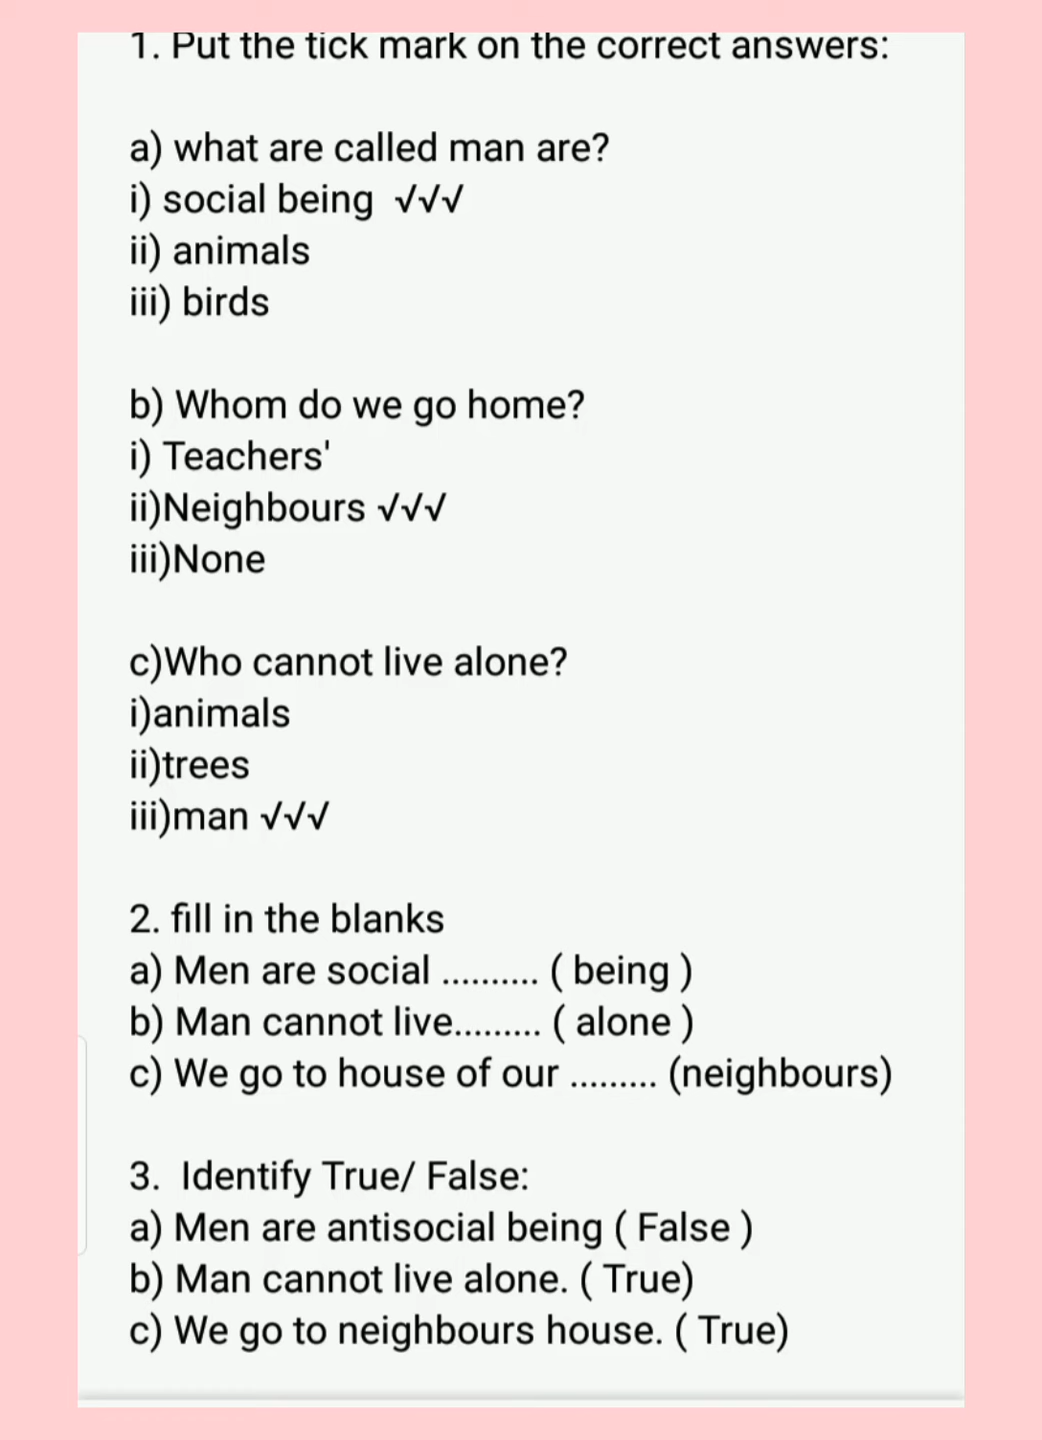 1. Put the tick mark on the correct answers:
a) what are called man are?
i) social being √√√
ii) animals
iii) birds
b) Whom do we go home?
i) Teachers'
ii)Neighbours √√√
iii)None
c)Who cannot live alone?
i)animals
ii)trees
iii)man √√√
2. fill in the blanks
a) Men are social .......... ( being )
b) Man cannot live......... ( alone )
c) We go to house of our ......... (neighbours)
3.  Identify True/ False:
a) Men are antisocial being ( False )
b) Man cannot live alone. ( True)
c) We go to neighbours house. ( True)